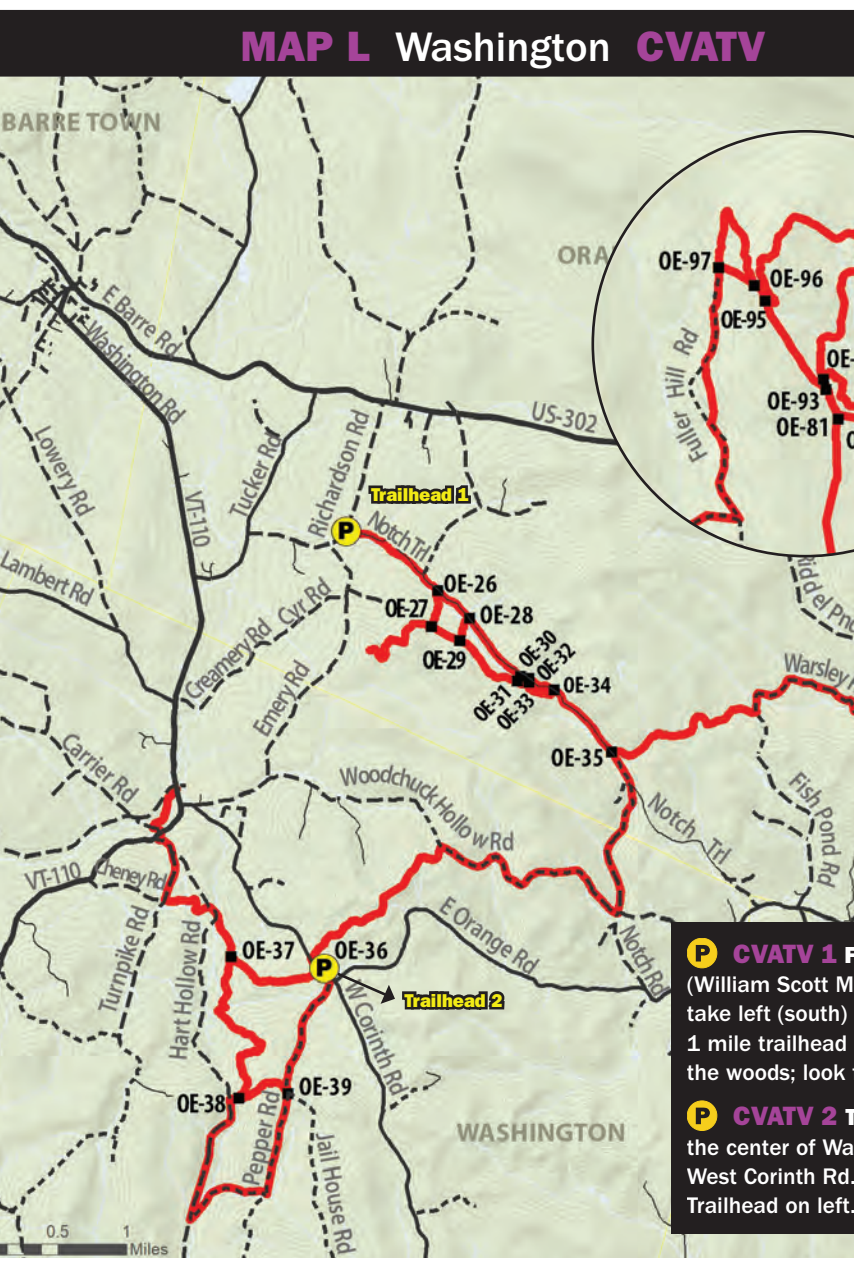 MAP L Washington CVATV
BARRE TOWN
ORA
E Barre Rd
Washington Rd
US-302
Fuller Hill Rd
OE-97
OE-96
OE-95
OE-
OE-93
OE-81
Lowery Rd
VT-110
Tucker Rd
Richardson Rd
Trailhead 1
P
Notch Trl
Lambert Rd
Creamery Rd
Cyr Rd
OE-26
OE-27
OE-28
OE-29
OE-30
OE-32
OE-31
OE-33
OE-34
OE-35
Emery Rd
Warsley
Carrier Rd
Woodchuck Hollow Rd
Notch Trl
Fish Pond Rd
VT-110
Cheney Rd
Turnpike Rd
Hart Hollow Rd
OE-37
OE-36
P
E Orange Rd
Notch Rd
Trailhead 2
W Corinth Rd
OE-38
OE-39
Pepper Rd
Jail House Rd
WASHINGTON
P CVATV 1 F
(William Scott M
take left (south)
1 mile trailhead
the woods; look
P CVATV 2 T
the center of Wa
West Corinth Rd.
Trailhead on left.
0.5 1
Miles